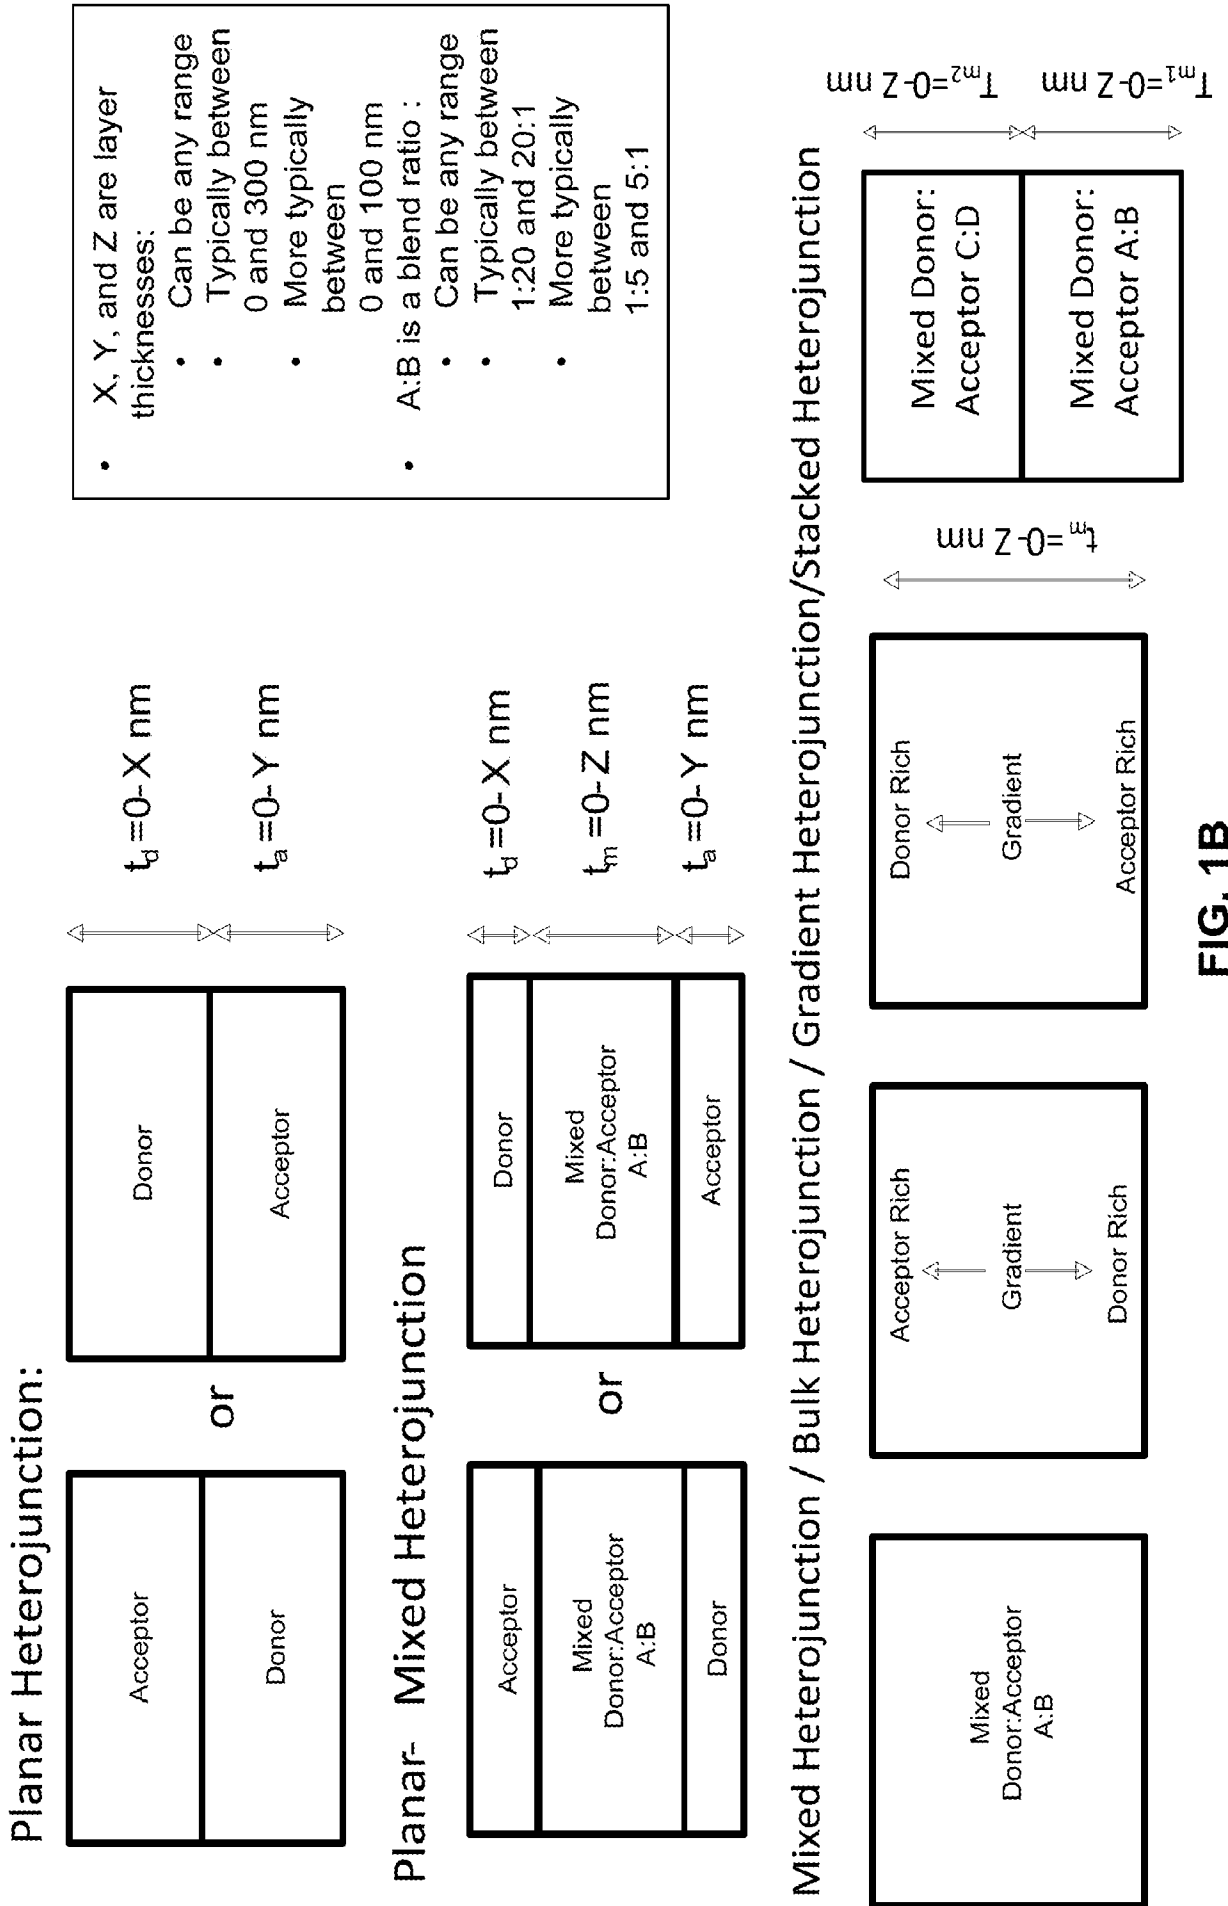 Planar Heterojunction:
Acceptor
Donor
or
Donor
Acceptor
t_d=0-X nm
t_a=0-Y nm
• X, Y, and Z are layer
thicknesses:
• Can be any range
• Typically between
0 and 300 nm
• More typically
between
0 and 100 nm
• A:B is a blend ratio :
• Can be any range
• Typically between
1:20 and 20:1
• More typically
between
1:5 and 5:1
Planar- Mixed Heterojunction
Acceptor
Mixed
Donor:Acceptor
A:B
Donor
or
Donor
Mixed
Donor:Acceptor
A:B
Acceptor
t_d=0-X nm
t_m=0-Z nm
t_a=0-Y nm
Mixed Heterojunction / Bulk Heterojunction / Gradient Heterojunction/Stacked Heterojunction
Mixed
Donor:Acceptor
A:B
Acceptor Rich
Gradient
Donor Rich
Donor Rich
Gradient
Acceptor Rich
t_m=0-Z nm
Mixed Donor:
Acceptor C:D
Mixed Donor:
Acceptor A:B
T_m2=0-Z nm
T_m1=0-Z nm
FIG. 1B